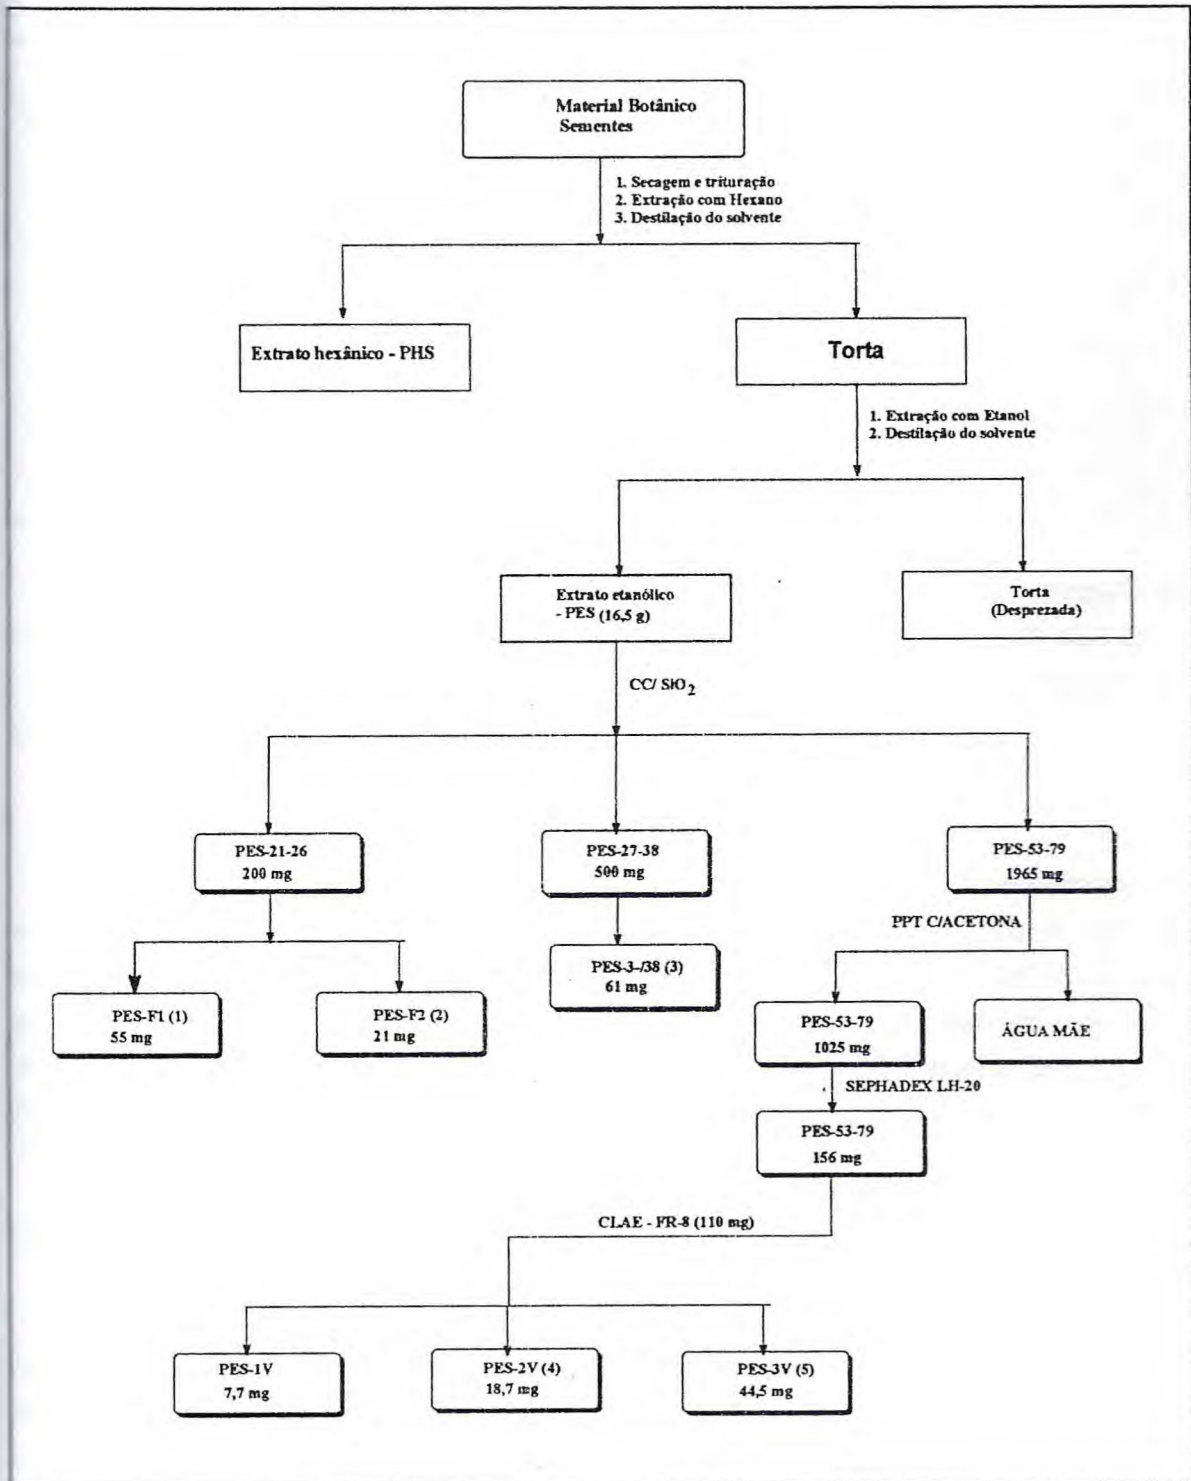 Material Botânico
Sementes
1. Secagem e trituração
2. Extração com Hexano
3. Destilação do solvente
Extrato hexânico - PHS
Torta
1. Extração com Etanol
2. Destilação do solvente
Extrato etanólico
- PES (16,5 g)
Torta
(Desprezada)
CC/ SIO2
PES-21-26
200 mg
PES-27-38
500 mg
PES-53-79
1965 mg
PPT C/ACETONA
PES-F1 (1)
55 mg
PES-F2 (2)
21 mg
PES-3-/38 (3)
61 mg
PES-53-79
1025 mg
ÁGUA MÃE
SEPHADEX LH-20
PES-53-79
156 mg
CLAE - FR-8 (110 mg)
PES-1V
7,7 mg
PES-2V (4)
18,7 mg
PES-3V (5)
44,5 mg